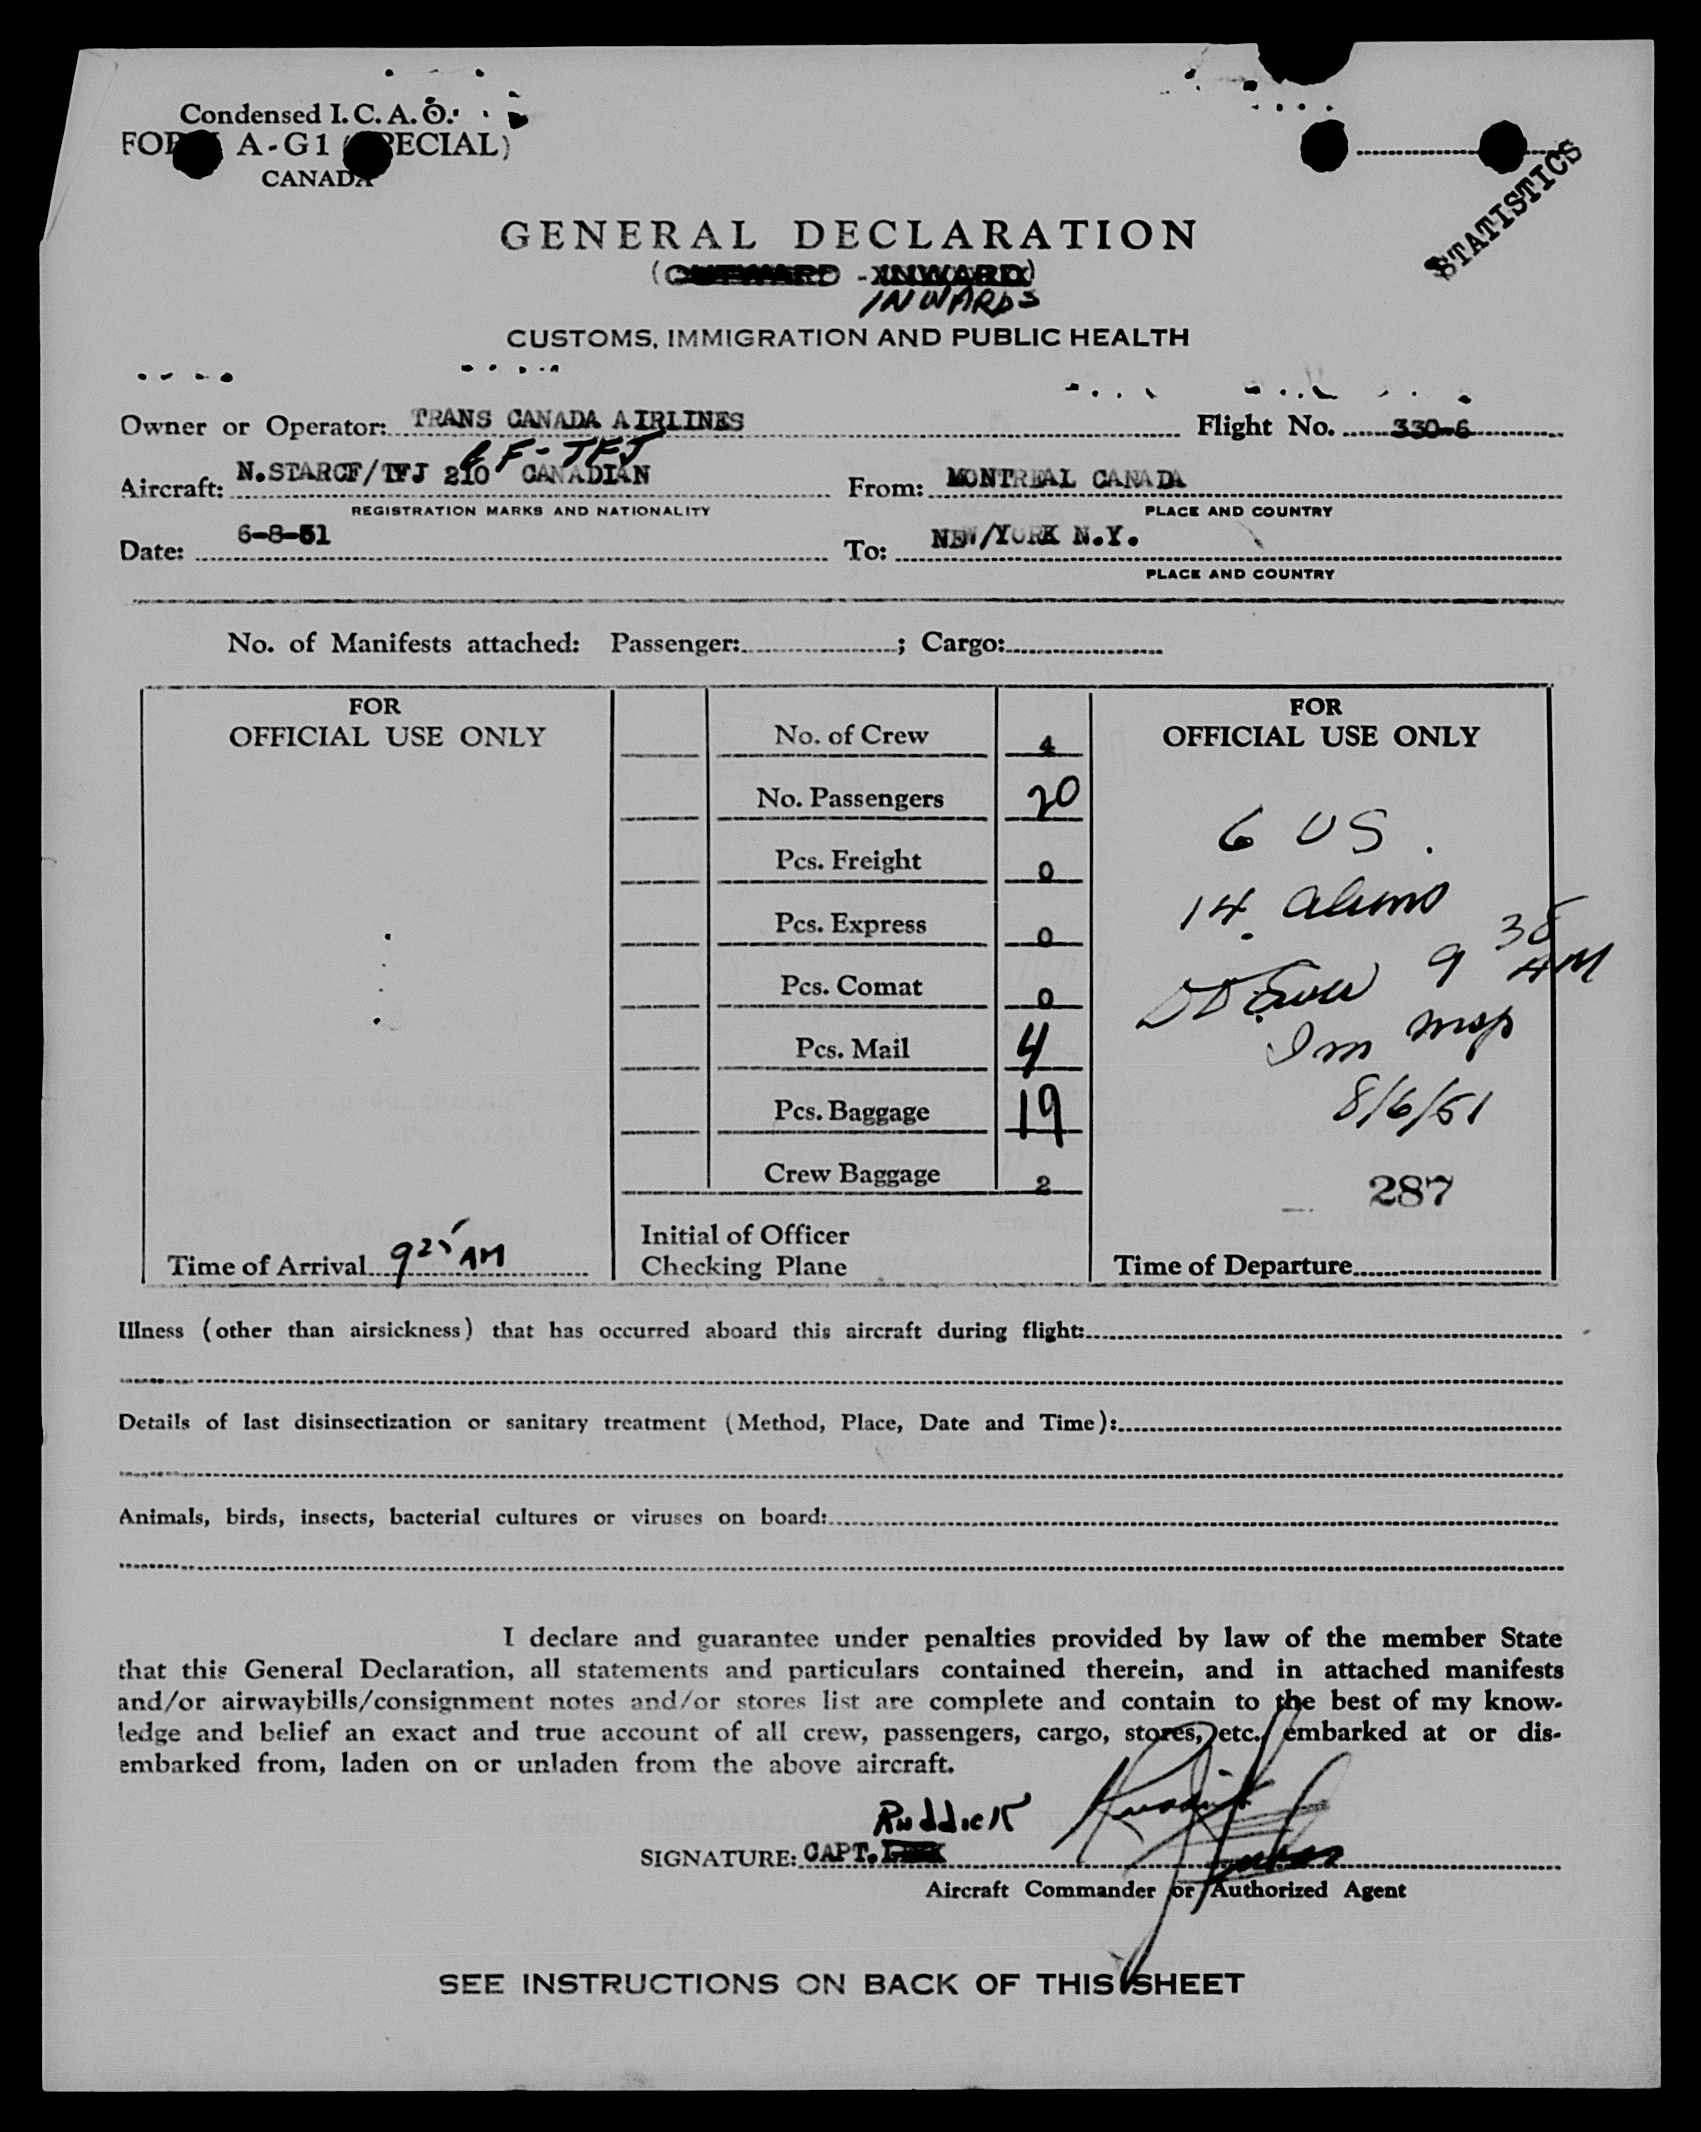 Condensed I. C. A. O.
A-G1
CANADA
STATISTICS
GENERAL DECLARATION
(OUTWARD - INWARD)
INWARDS
CUSTOMS, IMMIGRATION AND PUBLIC HEALTH
Owner or Operator: TRANS CANADA AIRLINES Flight No. 330-6
CF-TFJ
Aircraft: N.STARCF/TFJ 210 CANADIAN From: MONTREAL CANADA
REGISTRATION MARKS AND NATIONALITY PLACE AND COUNTRY
Date: 6-8-51 To: NEW/YORK N.Y.
PLACE AND COUNTRY
No. of Manifests attached: Passenger: ; Cargo:
FOR
OFFICIAL USE ONLY
Time of Arrival 9 25 AM
No. of Crew 4
No. Passengers 20
Pcs. Freight 0
Pcs. Express 0
Pcs. Comat 0
Pcs. Mail 4
Pcs. Baggage 19
Crew Baggage 2
Initial of Officer
Checking Plane
FOR
OFFICIAL USE ONLY
6 US.
14 aliens
9 35 AM
Im Insp
8/6/51
287
Time of Departure
Illness (other than airsickness) that has occurred aboard this aircraft during flight:
Details of last disinsectization or sanitary treatment (Method, Place, Date and Time):
Animals, birds, insects, bacterial cultures or viruses on board:
I declare and guarantee under penalties provided by law of the member State
that this General Declaration, all statements and particulars contained therein, and in attached manifests
and/or airwaybills/consignment notes and/or stores list are complete and contain to the best of my know-
ledge and belief an exact and true account of all crew, passengers, cargo, stores, etc. embarked at or dis-
embarked from, laden on or unladen from the above aircraft.
Ruddick Ruddick
SIGNATURE: CAPT.
Aircraft Commander or Authorized Agent
SEE INSTRUCTIONS ON BACK OF THIS SHEET